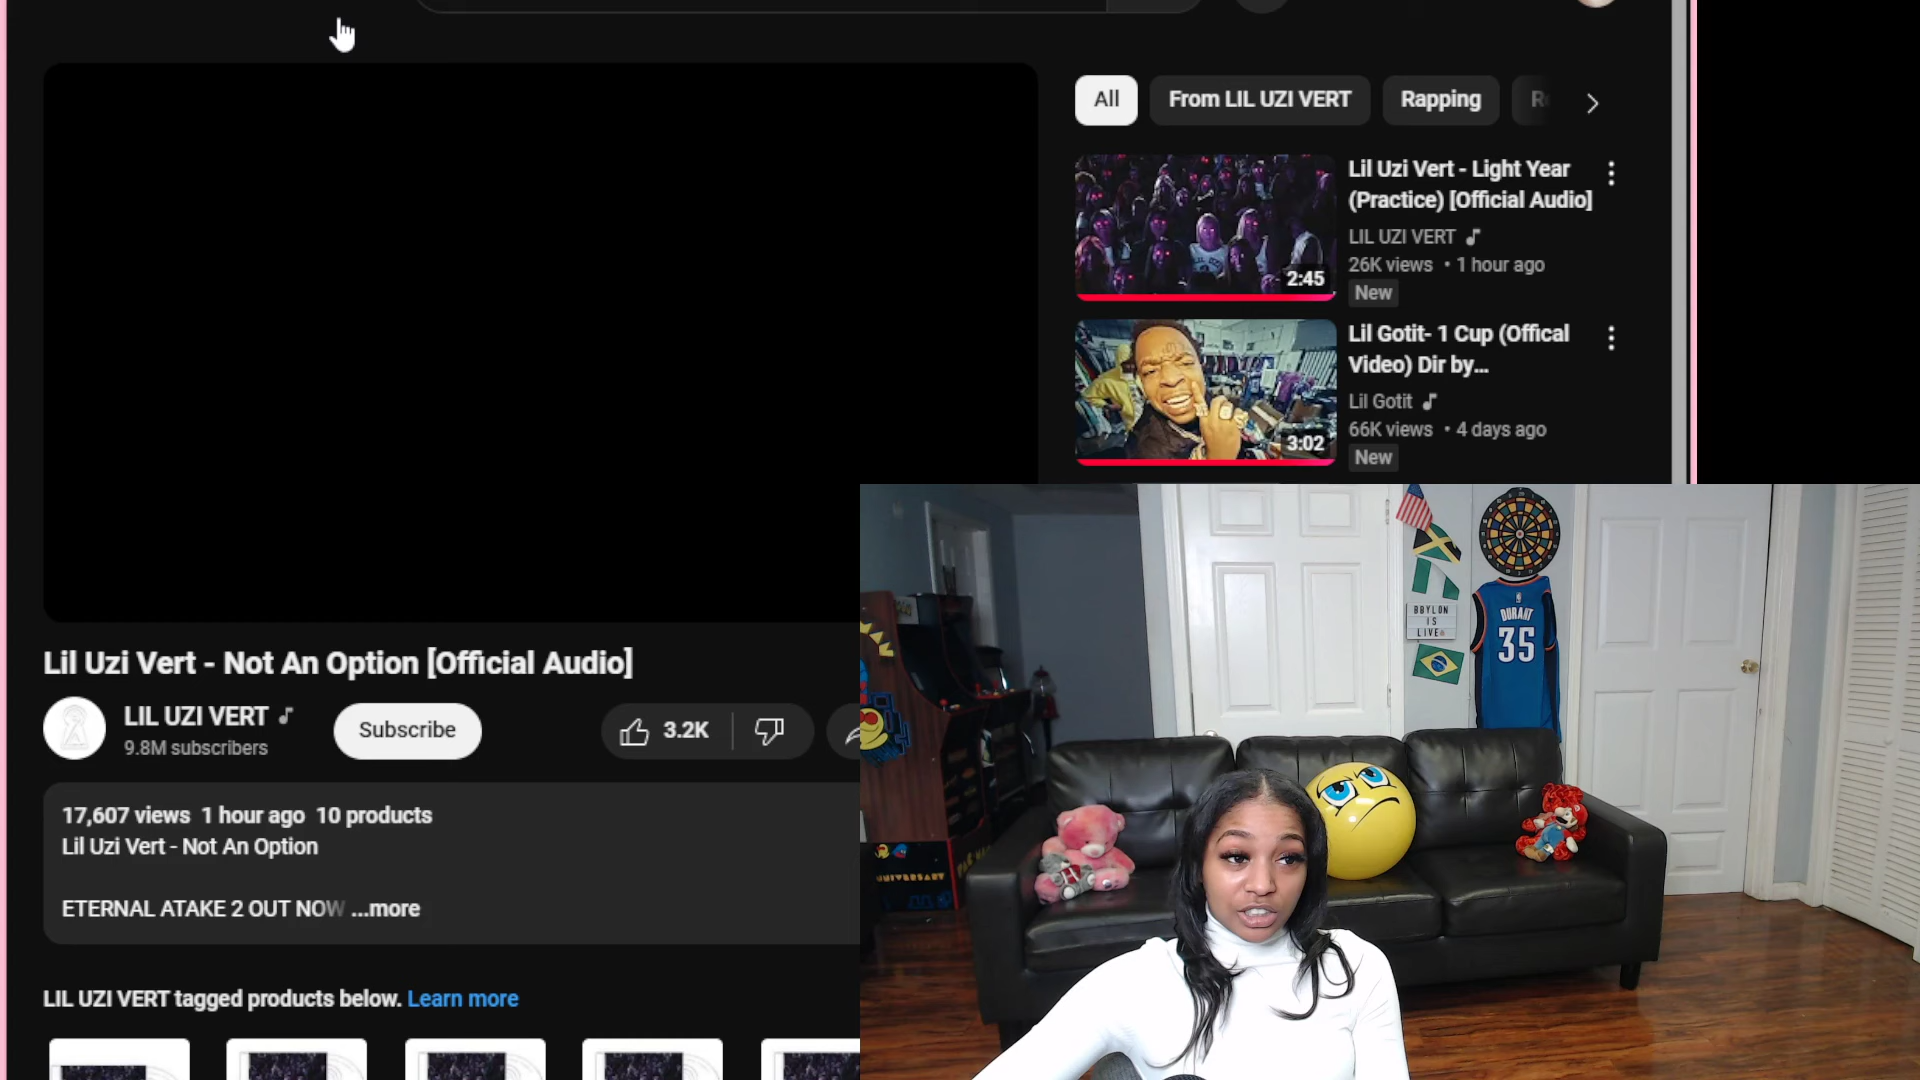 All
From LIL UZI VERT
Rapping
Lil Uzi Vert - Light Year
(Practice) [Official Audio]
LIL UZI VERT
26K views • 1 hour ago
New
2:45
Lil Gotit- 1 Cup (Offical
Video) Dir by...
Lil Gotit
66K views • 4 days ago
New
3:02
Lil Uzi Vert - Not An Option [Official Audio]
LIL UZI VERT
9.8M subscribers
Subscribe
3.2K
17,607 views 1 hour ago 10 products
Lil Uzi Vert - Not An Option
ETERNAL ATAKE 2 OUT NOW ...more
LIL UZI VERT tagged products below. Learn more
BBYLON
IS
LIVE
DURANT
35